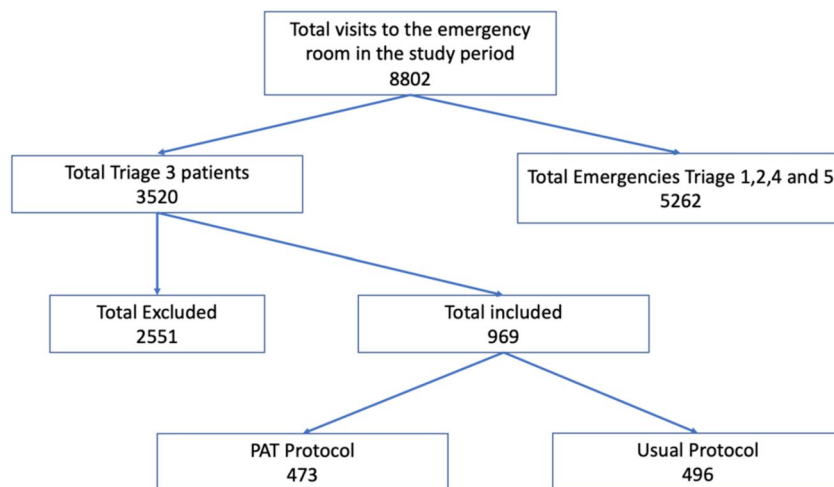 Total visits to the emergency
room in the study period
8802
Total Triage 3 patients
3520
Total Emergencies Triage 1,2,4 and 5
5262
Total Excluded
2551
Total included
969
PAT Protocol
473
Usual Protocol
496